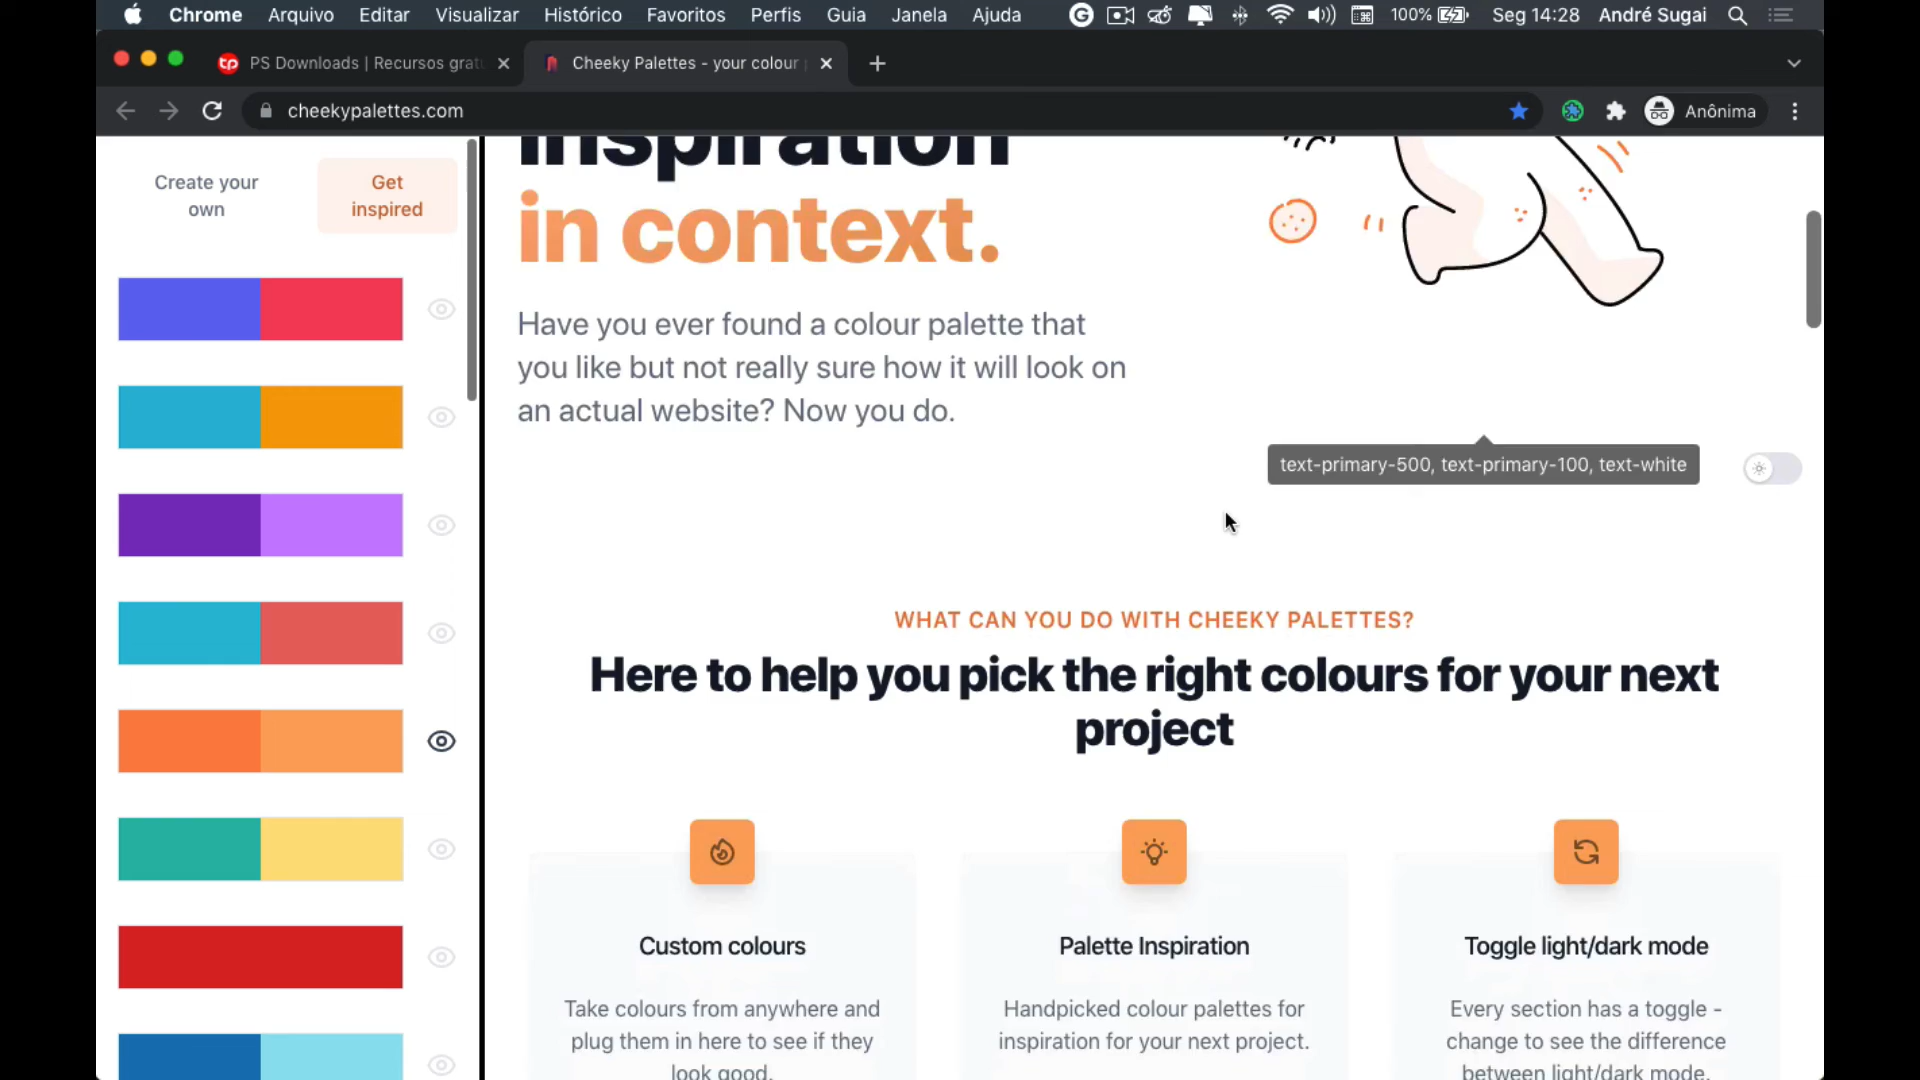 Chrome Arquivo Editar Visualizar Histórico Favoritos Perfis Guia Janela Ajuda 100% Seg 14:28 André Sugai
tp PS Downloads | Recursos grat
Cheeky Palettes - your colour
cheekypalettes.com
Anônima
Create your
own
Get
inspired
inspiration
in context.
Have you ever found a colour palette that
you like but not really sure how it will look on
an actual website? Now you do.
text-primary-500, text-primary-100, text-white
WHAT CAN YOU DO WITH CHEEKY PALETTES?
Here to help you pick the right colours for your next
project
Custom colours
Take colours from anywhere and
plug them in here to see if they
look good.
Palette Inspiration
Handpicked colour palettes for
inspiration for your next project.
Toggle light/dark mode
Every section has a toggle -
change to see the difference
between light/dark mode.